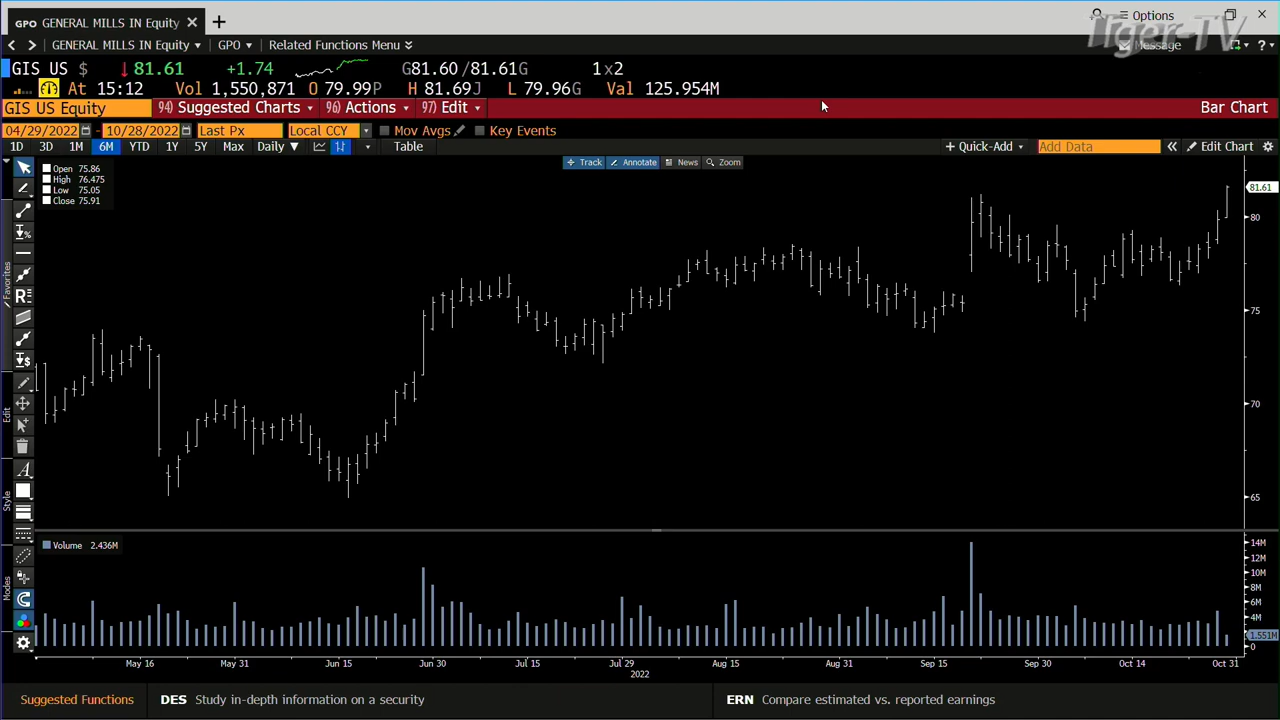 GPO GENERAL MILLS IN Equity
Options
Tiger-TV
GENERAL MILLS IN Equity GPO Related Functions Menu Message ?
GIS US $ ↓81.61 +1.74 G81.60 /81.61G 1x2
At 15:12 Vol 1,550,871 O 79.99P H 81.69J L 79.96G Val 125.954M
GIS US Equity 94) Suggested Charts 96) Actions 97) Edit Bar Chart
04/29/2022 - 10/28/2022 Last Px Local CCY Mov Avgs Key Events
1D 3D 1M 6M YTD 1Y 5Y Max Daily ▼ Table + Quick-Add Add Data « Edit Chart
Track Annotate News Zoom
Open 75.86
High 76.475
Low 75.05
Close 75.91
81.61
80
75
70
65
Favorites
Edit
Style
Modes
Volume 2.436M
14M
12M
10M
8M
6M
4M
1.551M
0
May 16 May 31 Jun 15 Jun 30 Jul 15 Jul 29 Aug 15 Aug 31 Sep 15 Sep 30 Oct 14 Oct 31
2022
Suggested Functions DES Study in-depth information on a security ERN Compare estimated vs. reported earnings